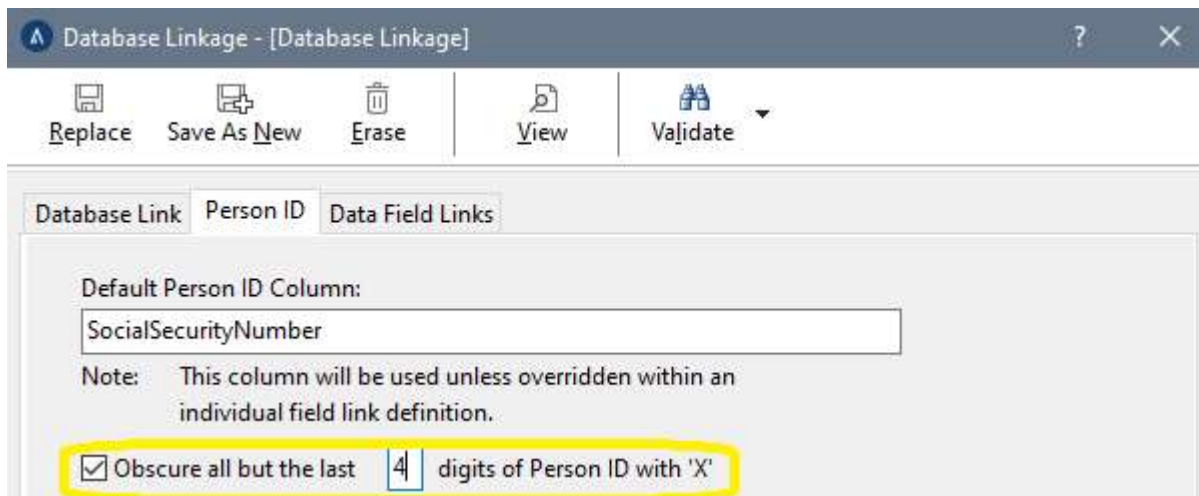 Database Linkage - [Database Linkage] ?
Replace Save As New Erase View Validate
Database Link Person ID Data Field Links
Default Person ID Column:
SocialSecurityNumber
Note: This column will be used unless overridden within an
individual field link definition.
Obscure all but the last 4 digits of Person ID with 'X'